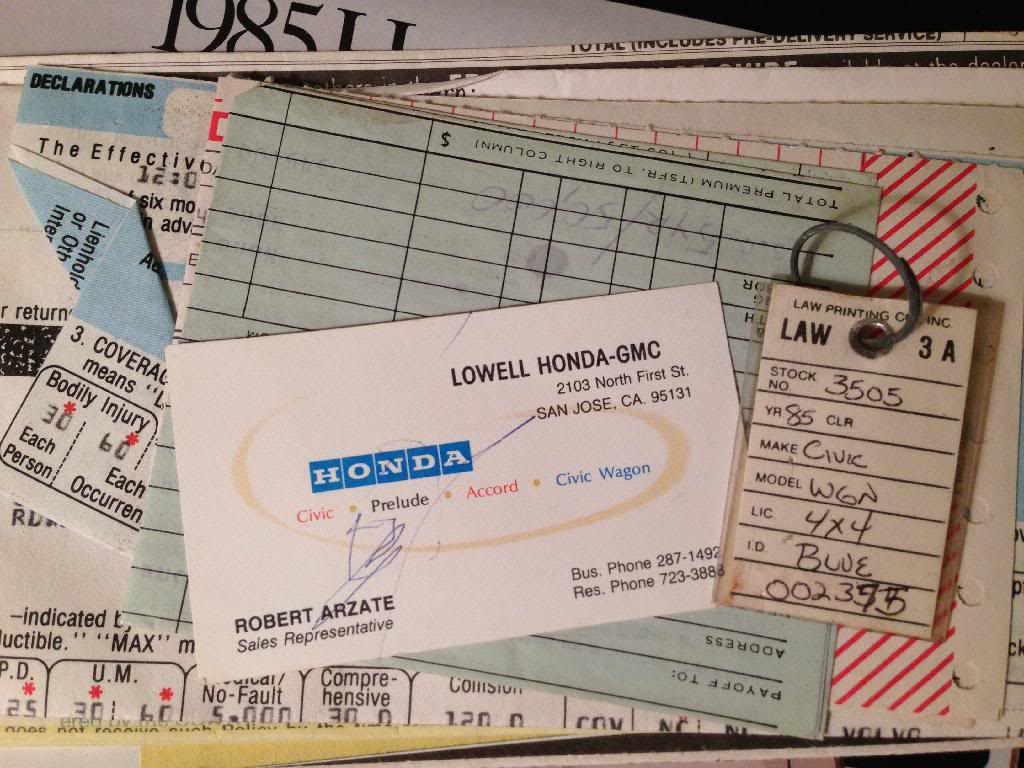 1985
TOTAL (INCLUDES PRE-DELIVERY SERVICE)
DECLARATIONS
The Effectiv
12:0
six mo
n adv
Lienhold
or Oth
Inte
r return
3. COVERAG
means "L
Bodily Injury
30 * 60 *
Each Each
Person Occurren
-indicated b
uctible." "MAX" m
P.D. U.M.
* * *
25 30 60
No-Fault
5,000
Compre-
hensive
30 D
Collision
120 D
$
TOTAL PREMIUM (TSFR. TO RIGHT COLUMN)
ADDRESS
PAYOFF TO:
VOLVO
LOWELL HONDA-GMC
2103 North First St.
SAN JOSE, CA. 95131
HONDA
Civic • Prelude • Accord • Civic Wagon
Bus. Phone 287-1492
Res. Phone 723-3888
ROBERT ARZATE
Sales Representative
LAW PRINTING CO. INC
LAW 3 A
STOCK NO 3505
YR 85 CLR
MAKE CIVIC
MODEL WGN
LIC. 4X4
I.D. BLUE
002375